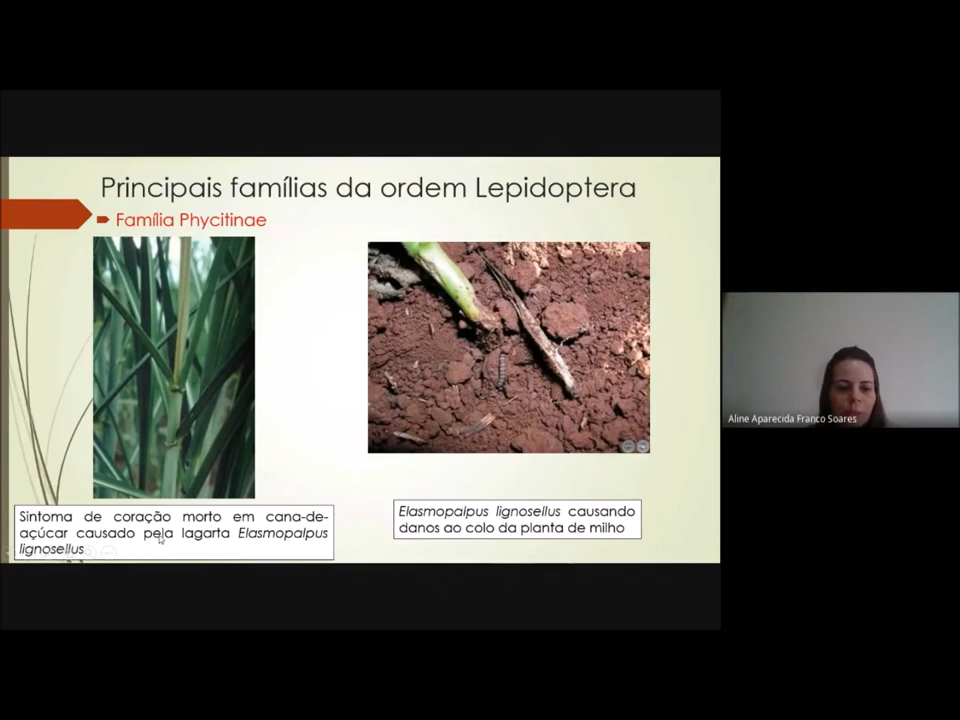 Principais famílias da ordem Lepidoptera
Família Phycitinae
Sintoma de coração morto em cana-de-
açúcar causado pela lagarta Elasmopalpus
lignosellus
Elasmopalpus lignosellus causando
danos ao colo da planta de milho
Aline Aparecida Franco Soares